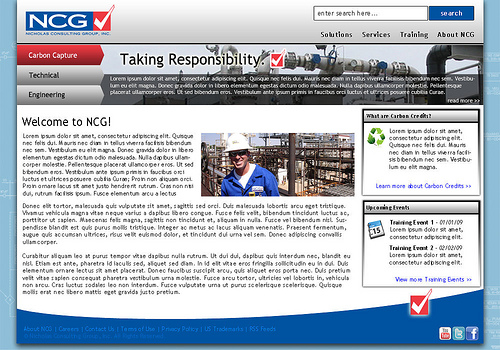 NCG
NICHOLAS CONSULTING GROUP, INC.
enter search here...
search
Solutions Services Training About NCG
Carbon Capture
Technical
Engineering
Taking Responsibility.
Lorem ipsum dolor sit amet, consectetur adipiscing elit. Quisque nec felis dui. Mauris nec diam in tellus viverra facilisis bibendum nec sem. Vestibu-
lum eu elit magna. Donec gravida dolor in libero elementum egestas dictum odio malesuada. Nulla dapibus ullamcorper molestie. Pellentesque
placerat ullamcorper eros. Ut sed bibendum eros. Vestibulum ante ipsum primis in faucibus orci luctus et ultrices posuere cubilia Curae.
read more >>
Welcome to NCG!
Lorem ipsum dolor sit amet, consectetur adipiscing elit. Quisque
nec felis dui. Mauris nec diam in tellus viverra facilisis bibendum
nec sem. Vestibulum eu elit magna. Donec gravida dolor in libero
elementum egestas dictum odio malesuada. Nulla dapibus ullam-
corper molestie. Pellentesque placerat ullamcorper eros. Ut sed
bibendum eros. Vestibulum ante ipsum primis in faucibus orci
luctus et ultrices posuere cubilia Curae; Proin non aliquam orci.
Proin ornare lacus sit amet justo hendrerit rutrum. Cras non nisi
dui, rutrum facilisis ipsum. Fusce elementum arcu a lectus
Donec elit tortor, malesuada quis vulputate sit amet, sagittis sed orci. Duis malesuada lobortis arcu eget tristique.
Vivamus vehicula magna vitae neque varius a dapibus libero congue. Fusce felis velit, bibendum tincidunt luctus ac,
porttitor ut sapien. Maecenas felis magna, sagittis non tincidunt et, aliquam in nulla. Fusce vel bibendum nisl. Sus-
pendisse blandit est quis purus mollis tristique. Integer ac metus ac lacus aliquam venenatis. Praesent fermentum,
augue quis accumsan ultrices, risus velit euismod dolor, et tincidunt dui urna vel sem. Donec adipiscing convallis
ullamcorper.
Curabitur aliquam leo at purus tempor vitae dapibus nulla rutrum. Ut dui dui, dapibus quis interdum nec, blandit eu
nisl. Etiam est ante, pharetra id iaculis sed, aliquet sed diam. In id elit vitae eros fringilla sollicitudin eu in dui. Duis
elementum ornare lectus sit amet placerat. Donec faucibus suscipit arcu, quis aliquet eros porta nec. Duis pretium
velit vitae sapien consequat pharetra vestibulum urna mollis. Fusce arcu tortor, ultricies vel lobortis in, vehicula
non arcu. Cras luctus sodales leo non interdum. Fusce vulputate urna ut purus scelerisque scelerisque. Quisque
mollis erat nec libero mattis eget gravida justo pretium.
What are Carbon Credits?
Lorem ipsum dolor sit
amet, consectetur
adipiscing elit. Quisque
nec felis dui. Mauris
nec diam in tellus
viverra facilisis biben-
dum nec sem. Vestibu-
lum eu elit magna.
Learn more about Carbon Credits >>
Upcoming Events
Training Event 1 - 01/01/09
Lorem ipsum dolor sit amet
Training Event 2 - 02/02/09
Lorem ipsum dolor sit amet
View more Training Events >>
About NCG | Careers | Contact Us | Terms of Use | Privacy Policy | US Trademarks | RSS Feeds